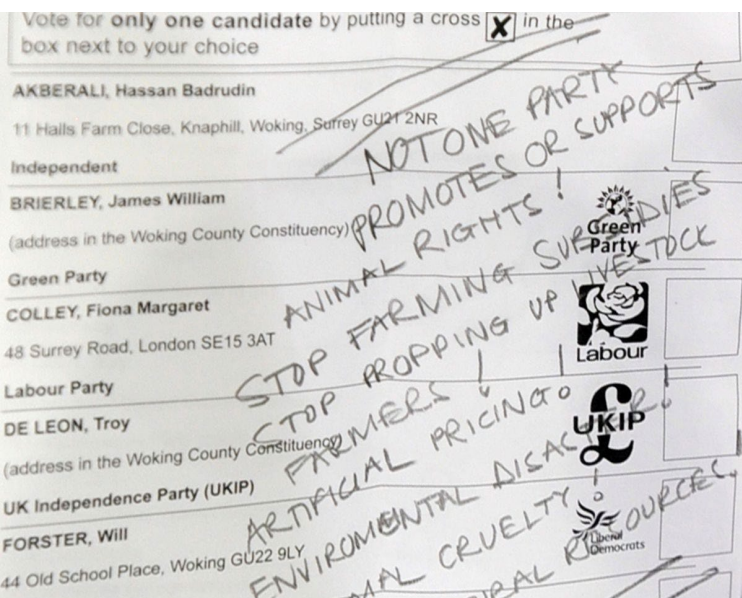 Vote for only one candidate by putting a cross X in the
box next to your choice
AKBERALI, Hassan Badrudin
11 Halls Farm Close, Knaphill, Woking, Surrey GU21 2NR
Independent
BRIERLEY, James William
(address in the Woking County Constituency)
Green Party
Green
Party
COLLEY, Fiona Margaret
48 Surrey Road, London SE15 3AT
Labour Party
Labour
DE LEON, Troy
(address in the Woking County Constituency)
UK Independence Party (UKIP)
UKIP
FORSTER, Will
44 Old School Place, Woking GU22 9LY
Liberal
Democrats
NOT ONE PARTY
PROMOTES OR SUPPORTS
ANIMAL RIGHTS!
STOP FARMING SUBSIDIES
STOP PROPPING UP LIVESTOCK
FARMERS!
ARTIFICIAL PRICING!
ENVIROMENTAL DISASTER!
CRUELTY!
RESOURCES.